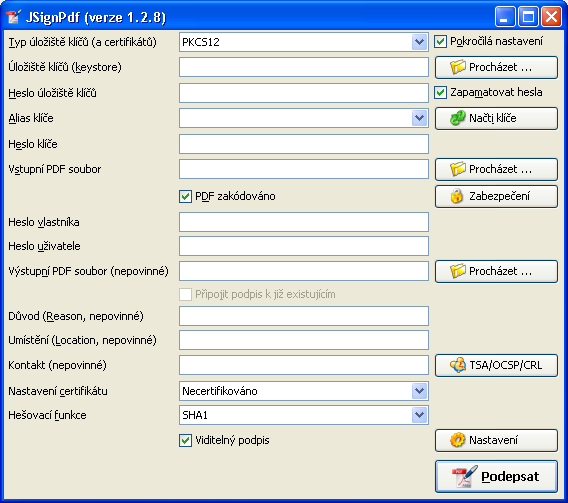 JSignPdf (verze 1.2.8)
Typ úložiště klíčů (a certifikátů) PKCS12 Pokročilá nastavení
Úložiště klíčů (keystore) Procházet ...
Heslo úložiště klíčů Zapamatovat hesla
Alias klíče Načti klíče
Heslo klíče
Vstupní PDF soubor Procházet ...
PDF zakódováno Zabezpečení
Heslo vlastníka
Heslo uživatele
Výstupní PDF soubor (nepovinné) Procházet ...
Připojit podpis k již existujícím
Důvod (Reason, nepovinné)
Umístění (Location, nepovinné)
Kontakt (nepovinné) TSA/OCSP/CRL
Nastavení certifikátu Necertifikováno
Hešovací funkce SHA1
Viditelný podpis Nastavení
Podepsat